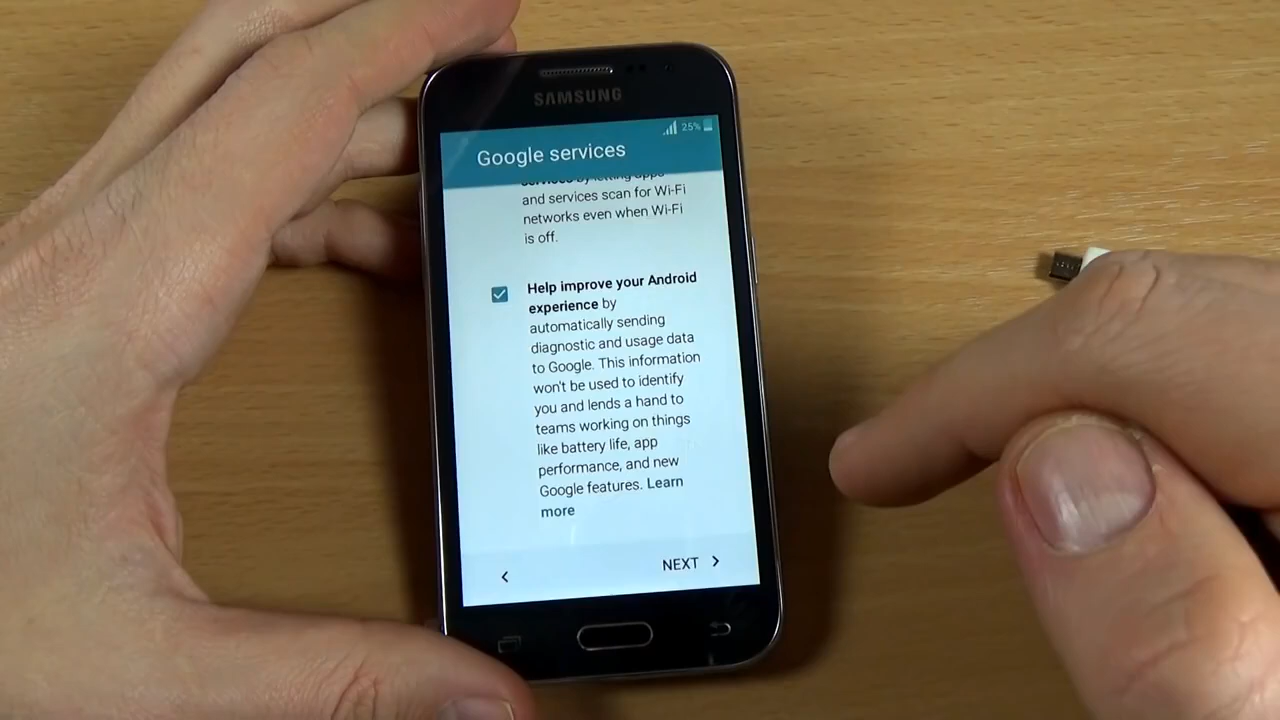 SAMSUNG
25%
Google services
and services scan for Wi-Fi
networks even when Wi-Fi
is off.
Help improve your Android
experience by
automatically sending
diagnostic and usage data
to Google. This information
won't be used to identify
you and lends a hand to
teams working on things
like battery life, app
performance, and new
Google features. Learn
more
NEXT